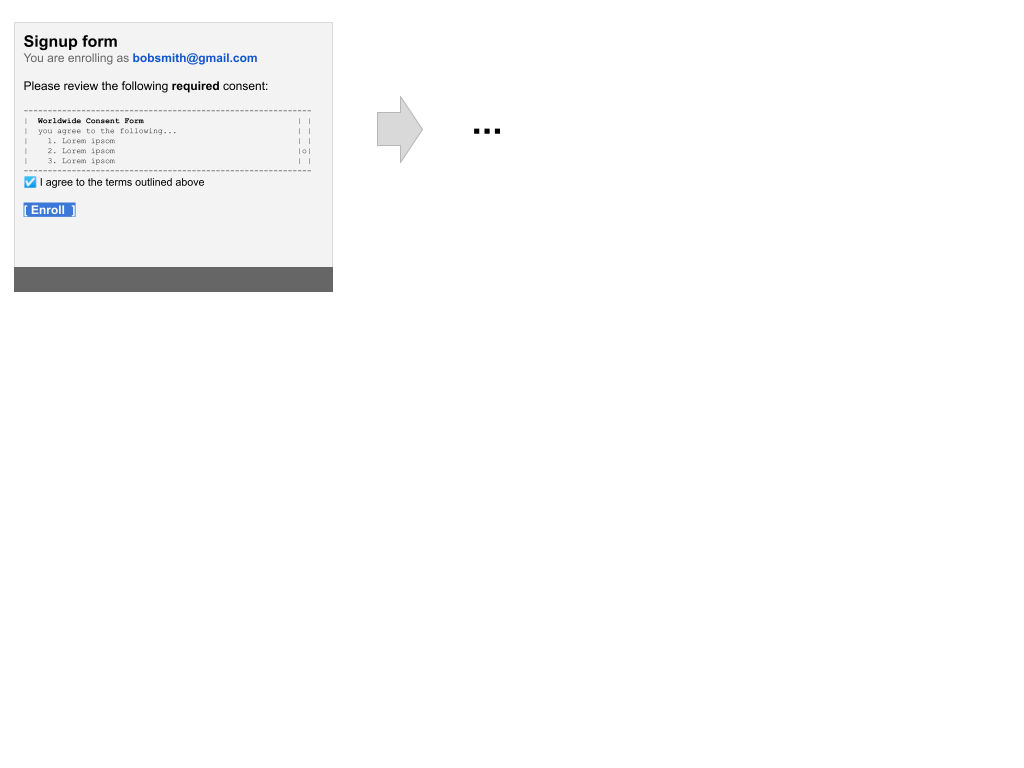 Signup form
You are enrolling as bobsmith@gmail.com
Please review the following required consent:
------------------------------------------------------------
|  Worldwide Consent Form                                | |
|  you agree to the following...                         | |
|    1. Lorem ipsom                                      | |
|    2. Lorem ipsom                                      |o|
|    3. Lorem ipsom                                      | |
------------------------------------------------------------
☑ I agree to the terms outlined above
[ Enroll  ]
...